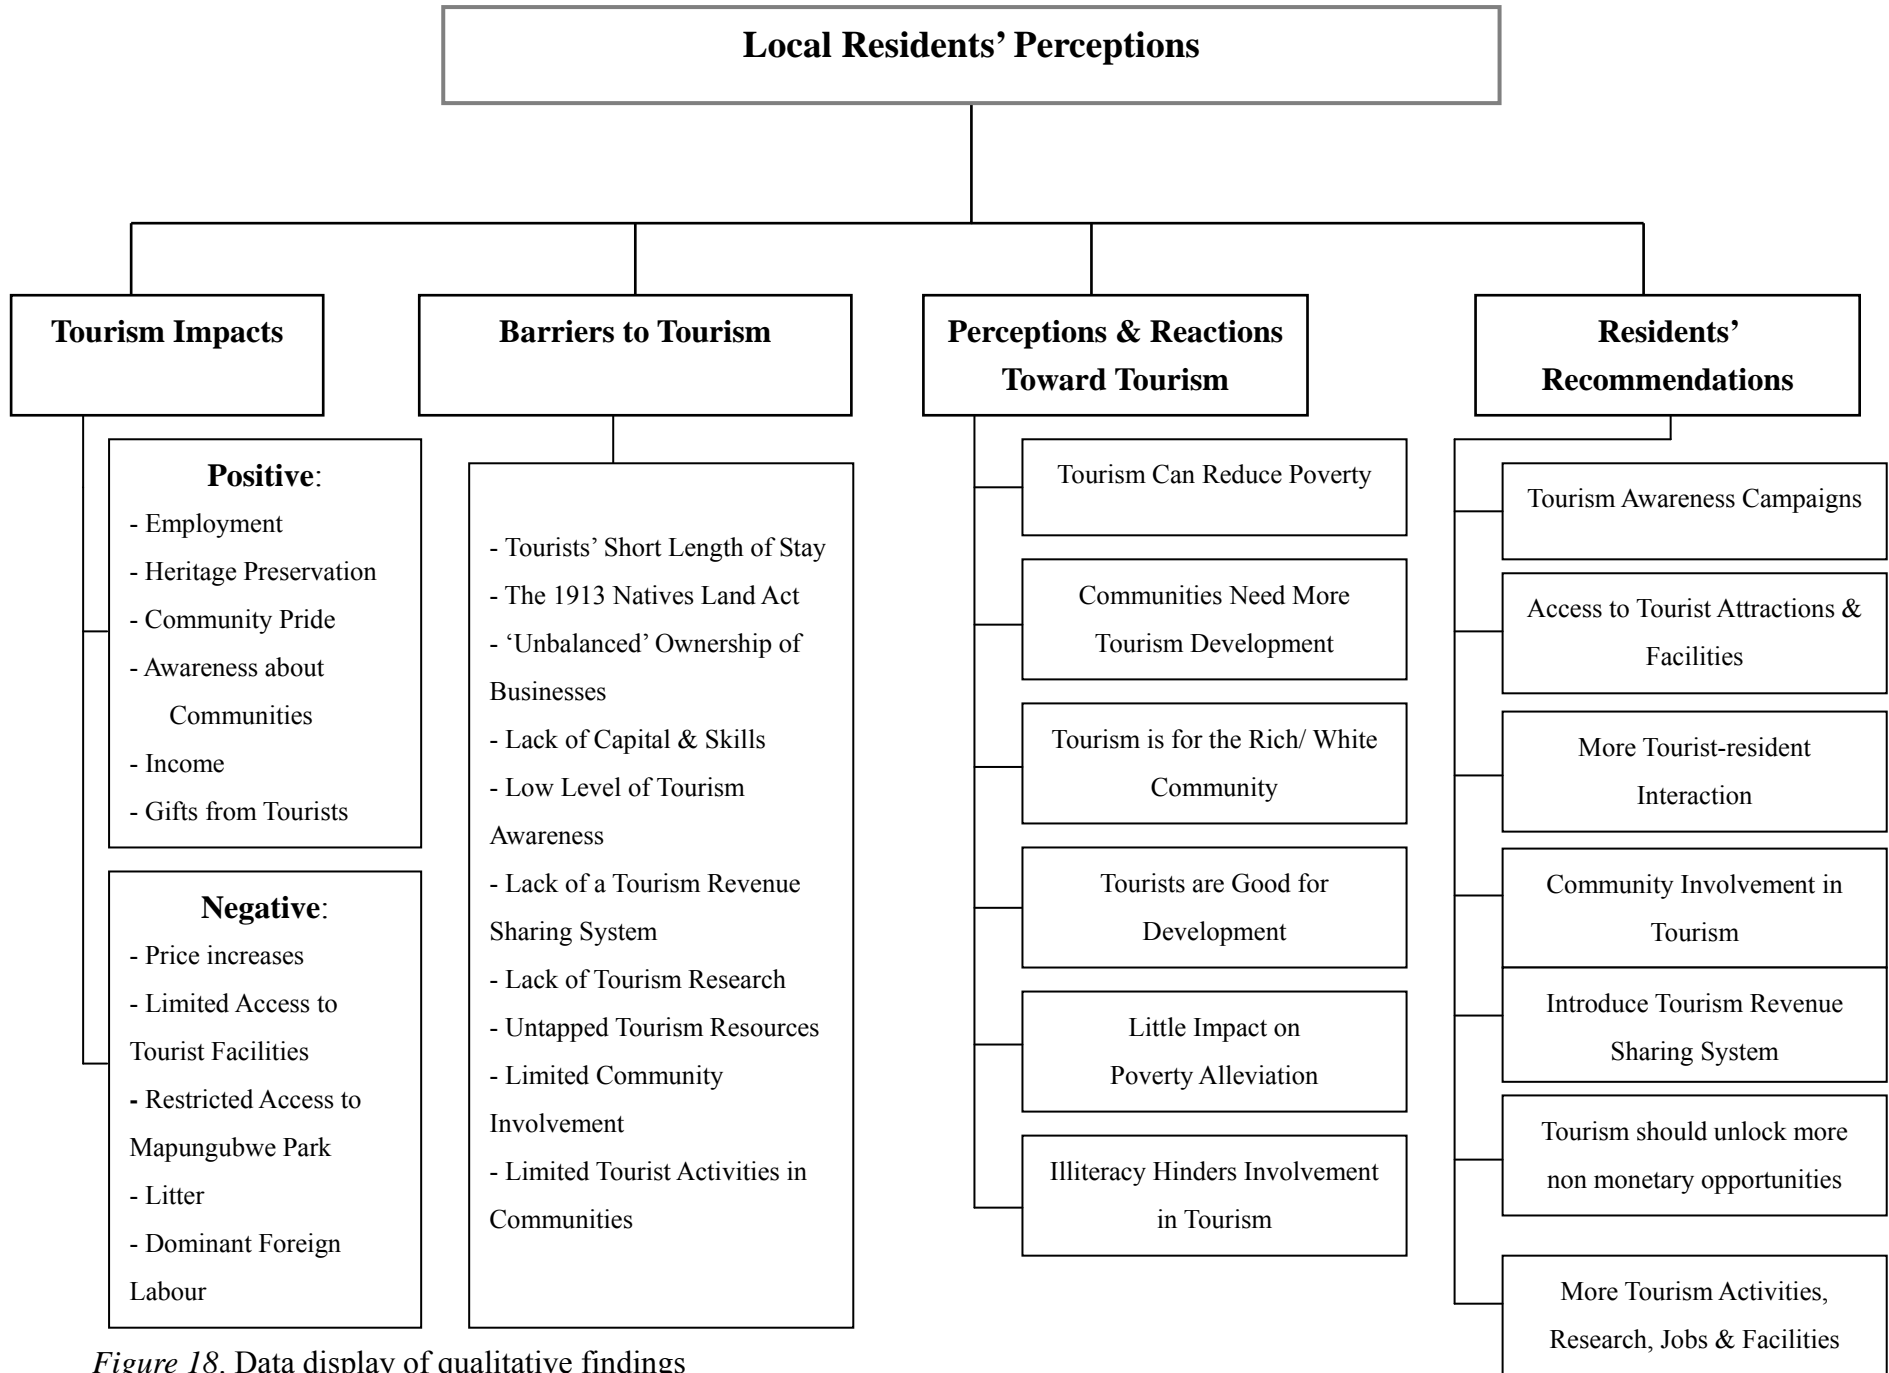 Local Residents’ Perceptions
Tourism Impacts
Positive:
- Employment
- Heritage Preservation
- Community Pride
- Awareness about
Communities
- Income
- Gifts from Tourists
Negative:
- Price increases
- Limited Access to
Tourist Facilities
- Restricted Access to
Mapungubwe Park
- Litter
- Dominant Foreign
Labour
Barriers to Tourism
- Tourists’ Short Length of Stay
- The 1913 Natives Land Act
- ‘Unbalanced’ Ownership of
Businesses
- Lack of Capital & Skills
- Low Level of Tourism
Awareness
- Lack of a Tourism Revenue
Sharing System
- Lack of Tourism Research
- Untapped Tourism Resources
- Limited Community
Involvement
- Limited Tourist Activities in
Communities
Perceptions & Reactions
Toward Tourism
Tourism Can Reduce Poverty
Communities Need More
Tourism Development
Tourism is for the Rich/ White
Community
Tourists are Good for
Development
Little Impact on
Poverty Alleviation
Illiteracy Hinders Involvement
in Tourism
Residents’
Recommendations
Tourism Awareness Campaigns
Access to Tourist Attractions &
Facilities
More Tourist-resident
Interaction
Community Involvement in
Tourism
Introduce Tourism Revenue
Sharing System
Tourism should unlock more
non monetary opportunities
More Tourism Activities,
Research, Jobs & Facilities
Figure 18. Data display of qualitative findings